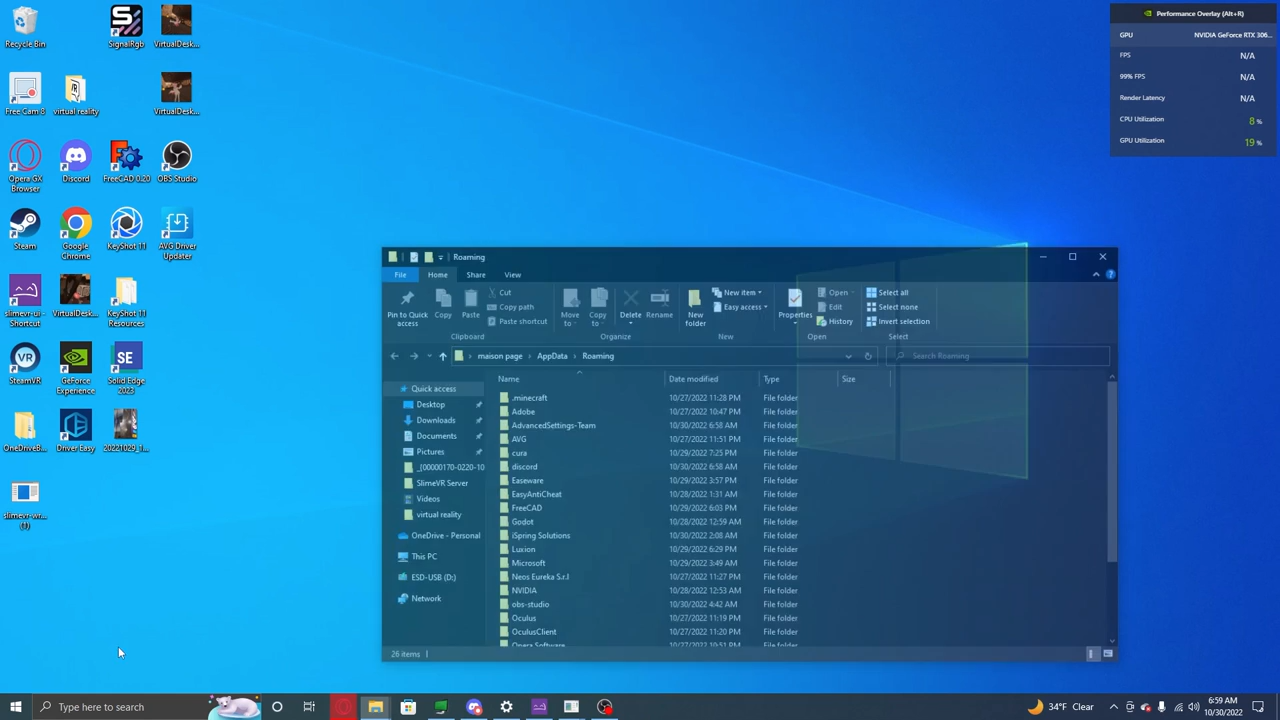 Recycle Bin
SignalRgb
VirtualDesk...
Free Cam 8
virtual reality
VirtualDesk...
Opera GX Browser
Discord
FreeCAD 0.20
OBS Studio
Steam
Google Chrome
KeyShot 11
AVG Driver Updater
slimevr-ui - Shortcut
VirtualDesk...
KeyShot 11 Resources
SteamVR
GeForce Experience
Solid Edge 2023
Driver Easy
20221029_1...
slimevr-wr... (1)
Performance Overlay (Alt+R)
GPU NVIDIA GeForce RTX 306...
FPS N/A
99% FPS N/A
Render Latency N/A
CPU Utilization 8 %
GPU Utilization 19 %
Roaming
File Home Share View
Pin to Quick access
Copy
Paste
Cut
Copy path
Paste shortcut
Move to
Copy to
Delete
Rename
New folder
New item
Easy access
Properties
Open
Edit
History
Select all
Select none
Invert selection
Clipboard Organize New Open Select
maison page AppData Roaming
Search Roaming
Name Date modified Type Size
Quick access
Desktop
Downloads
Documents
Pictures
_{00000170-0220-10
SlimeVR Server
Videos
virtual reality
OneDrive - Personal
This PC
ESD-USB (D:)
Network
.minecraft 10/27/2022 11:28 PM File folder
Adobe 10/27/2022 10:47 PM File folder
AdvancedSettings-Team 10/30/2022 6:58 AM File folder
AVG 10/27/2022 11:51 PM File folder
cura 10/29/2022 7:25 PM File folder
discord 10/30/2022 6:58 AM File folder
Easeware 10/29/2022 3:57 PM File folder
EasyAntiCheat 10/28/2022 1:31 AM File folder
FreeCAD 10/29/2022 6:03 PM File folder
Godot 10/28/2022 12:59 AM File folder
iSpring Solutions 10/30/2022 2:08 AM File folder
Luxion 10/29/2022 6:29 PM File folder
Microsoft 10/29/2022 3:49 AM File folder
Neos Eureka S.r.l 10/27/2022 11:27 PM File folder
NVIDIA 10/28/2022 12:53 AM File folder
obs-studio 10/30/2022 4:42 AM File folder
Oculus 10/27/2022 11:19 PM File folder
OculusClient 10/27/2022 11:20 PM File folder
Opera Software 10/27/2022 10:51 PM File folder
26 items
Type here to search
34°F Clear
6:59 AM
10/30/2022